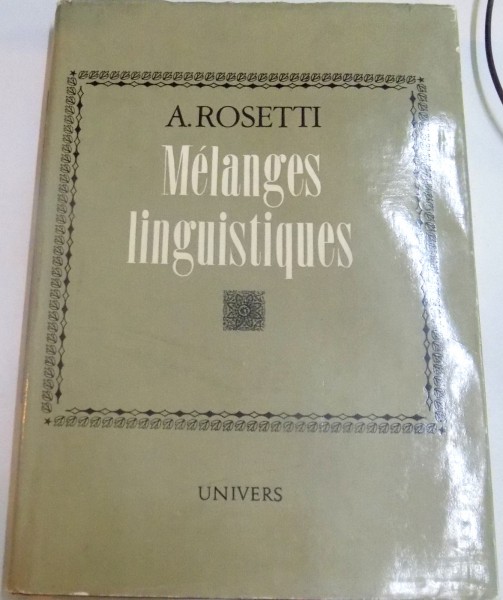 A. ROSETTI
Mélanges
linguistiques
UNIVERS